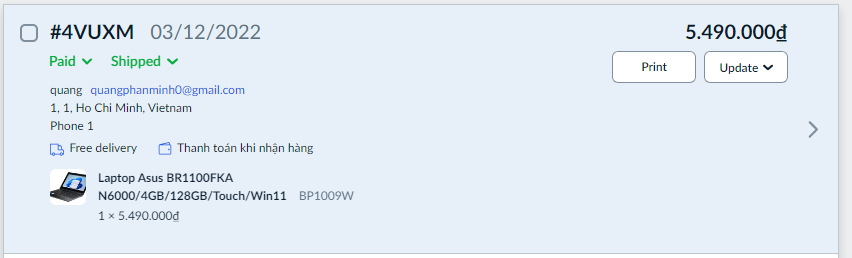 #4VUXM 03/12/2022 5.490.000₫
Paid Shipped
Print Update
quang quangphanminh0@gmail.com
1, 1, Ho Chi Minh, Vietnam
Phone 1
Free delivery Thanh toán khi nhận hàng
Laptop Asus BR1100FKA
N6000/4GB/128GB/Touch/Win11 BP1009W
1 × 5.490.000₫